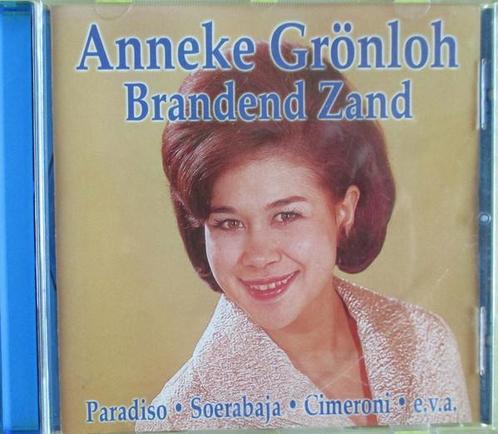 Anneke Grönloh
Brandend Zand
Paradiso • Soerabaja • Cimeroni • e.v.a.